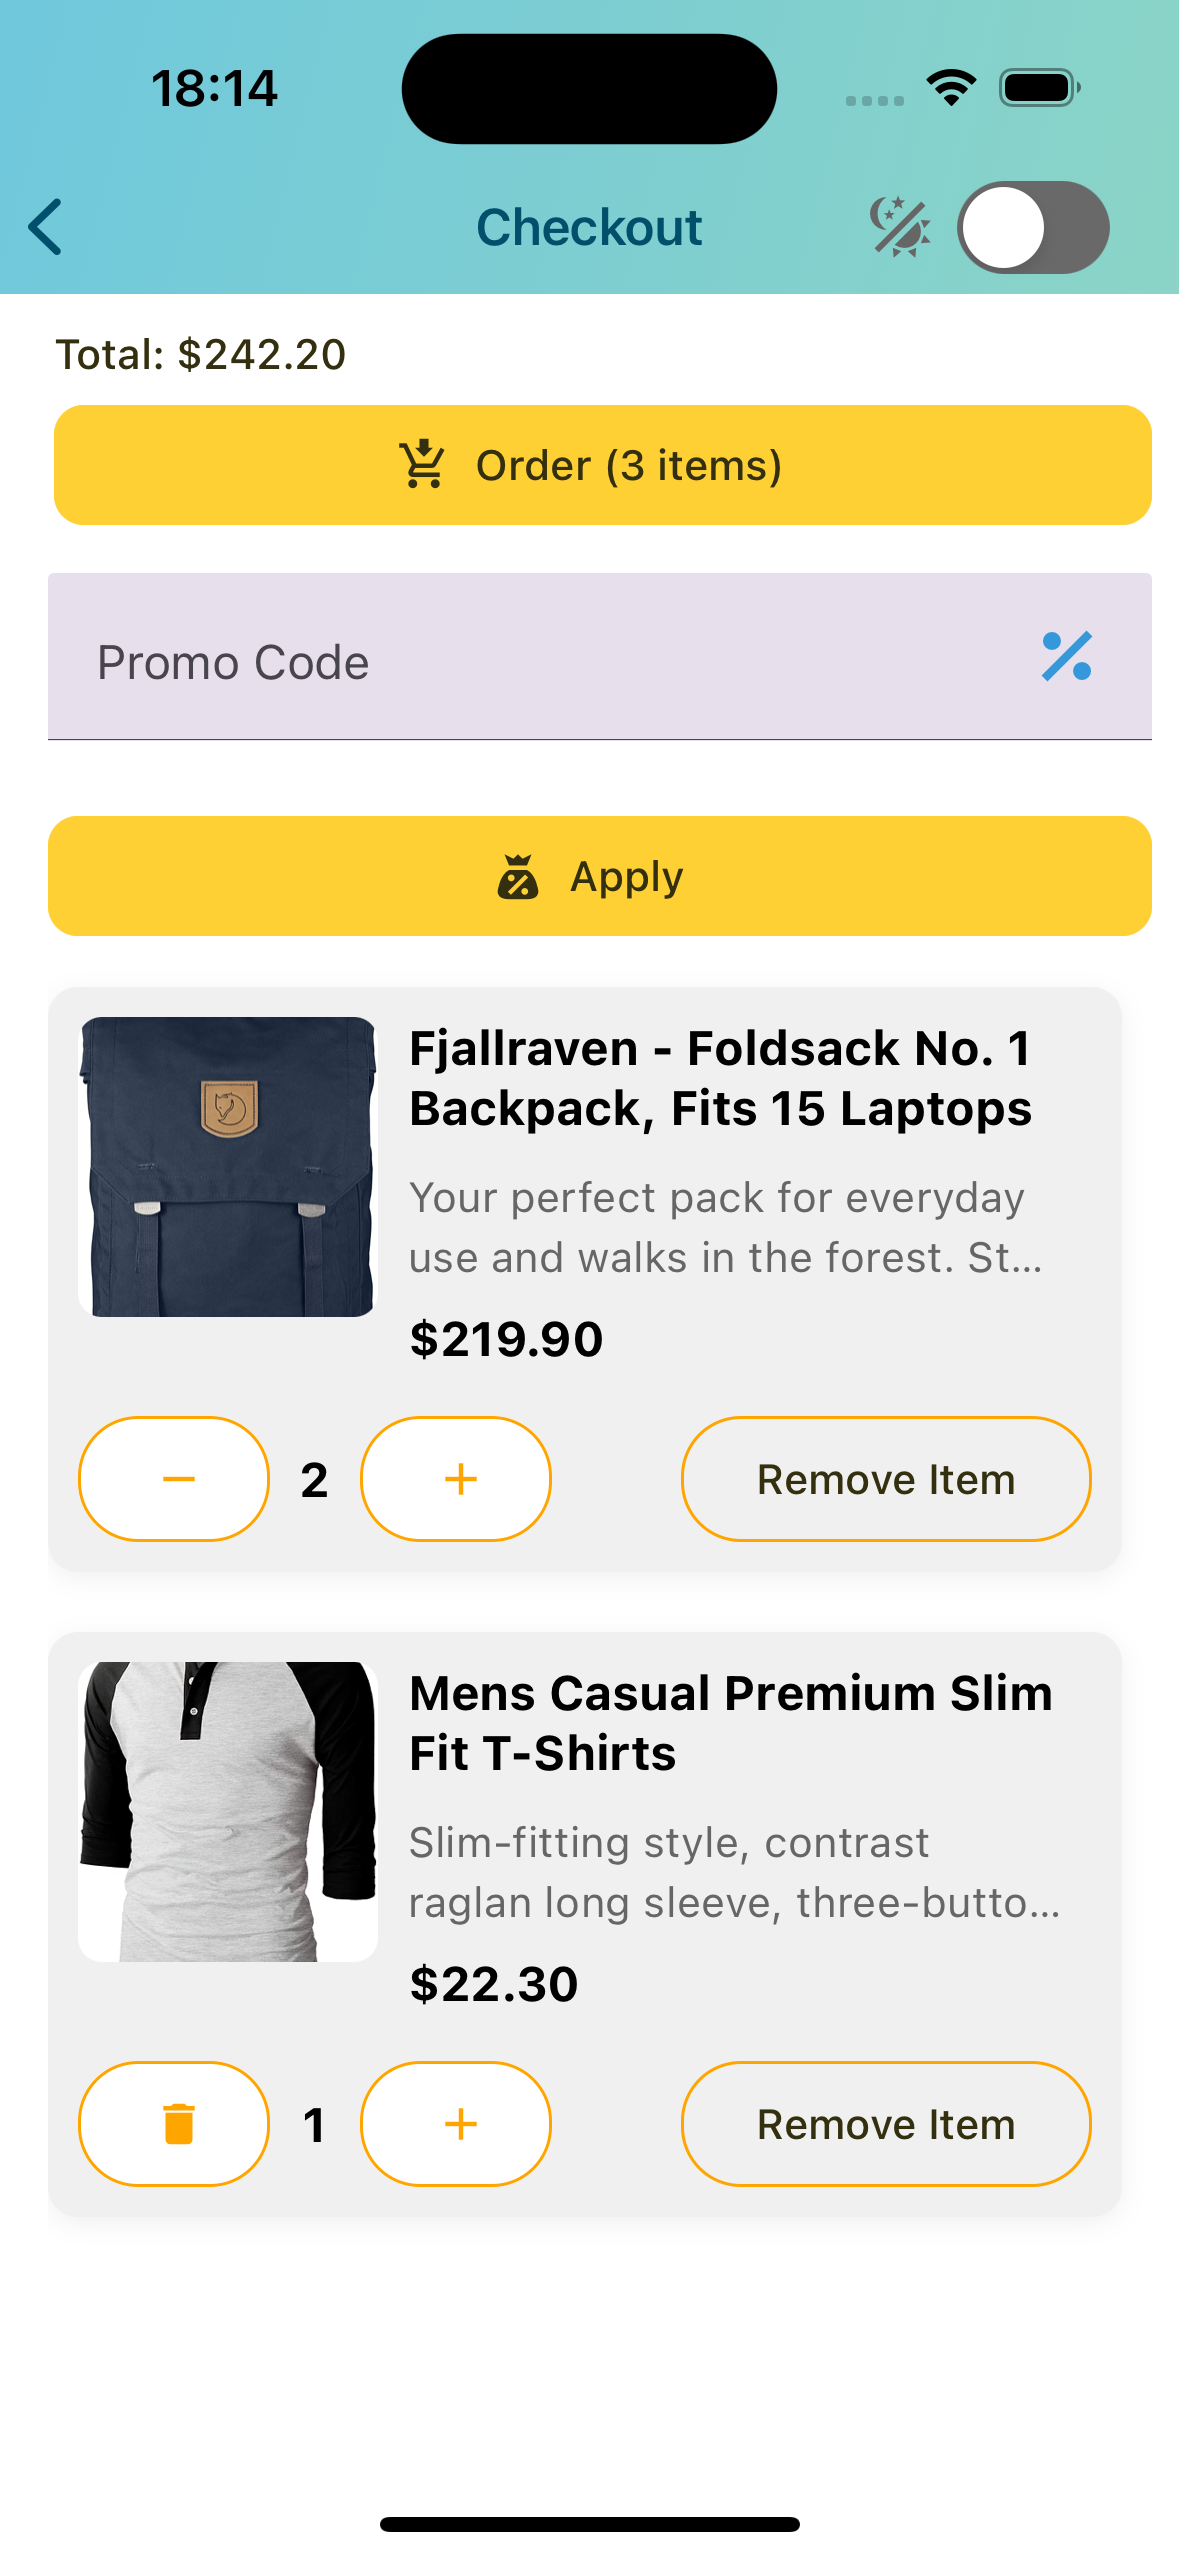 18:14
Checkout
Total: $242.20
Order (3 items)
Promo Code
Apply
Fjallraven - Foldsack No. 1
Backpack, Fits 15 Laptops
Your perfect pack for everyday
use and walks in the forest. St...
$219.90
2
Remove Item
Mens Casual Premium Slim
Fit T-Shirts
Slim-fitting style, contrast
raglan long sleeve, three-butto...
$22.30
1
Remove Item